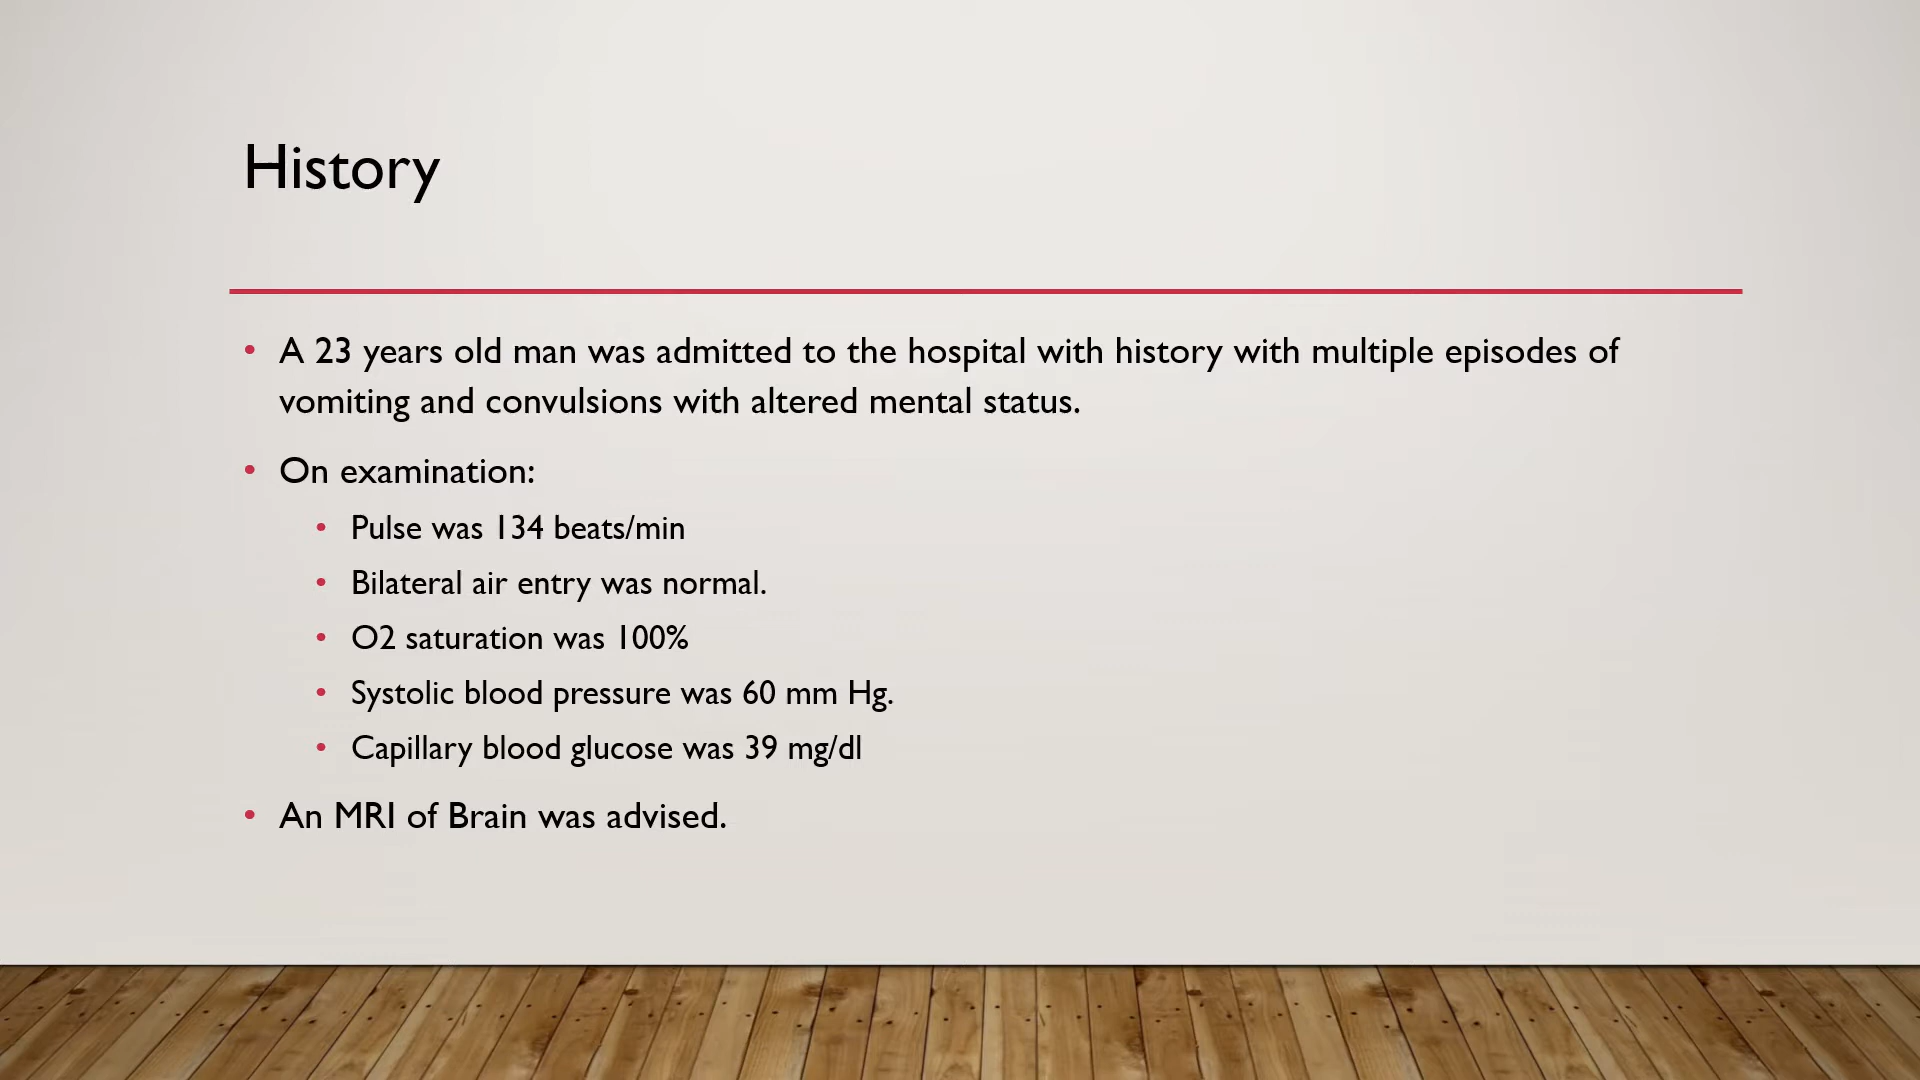 History
• A 23 years old man was admitted to the hospital with history with multiple episodes of
vomiting and convulsions with altered mental status.
• On examination:
• Pulse was 134 beats/min
• Bilateral air entry was normal.
• O2 saturation was 100%
• Systolic blood pressure was 60 mm Hg.
• Capillary blood glucose was 39 mg/dl
• An MRI of Brain was advised.